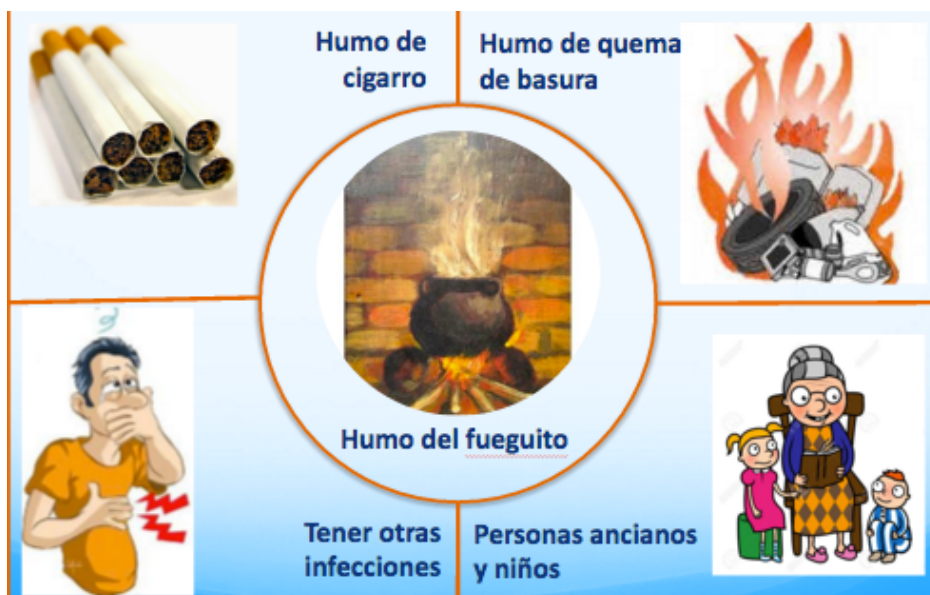 Humo de
cigarro
Humo de quema
de basura
Humo del fueguito
Tener otras
infecciones
Personas ancianos
y niños